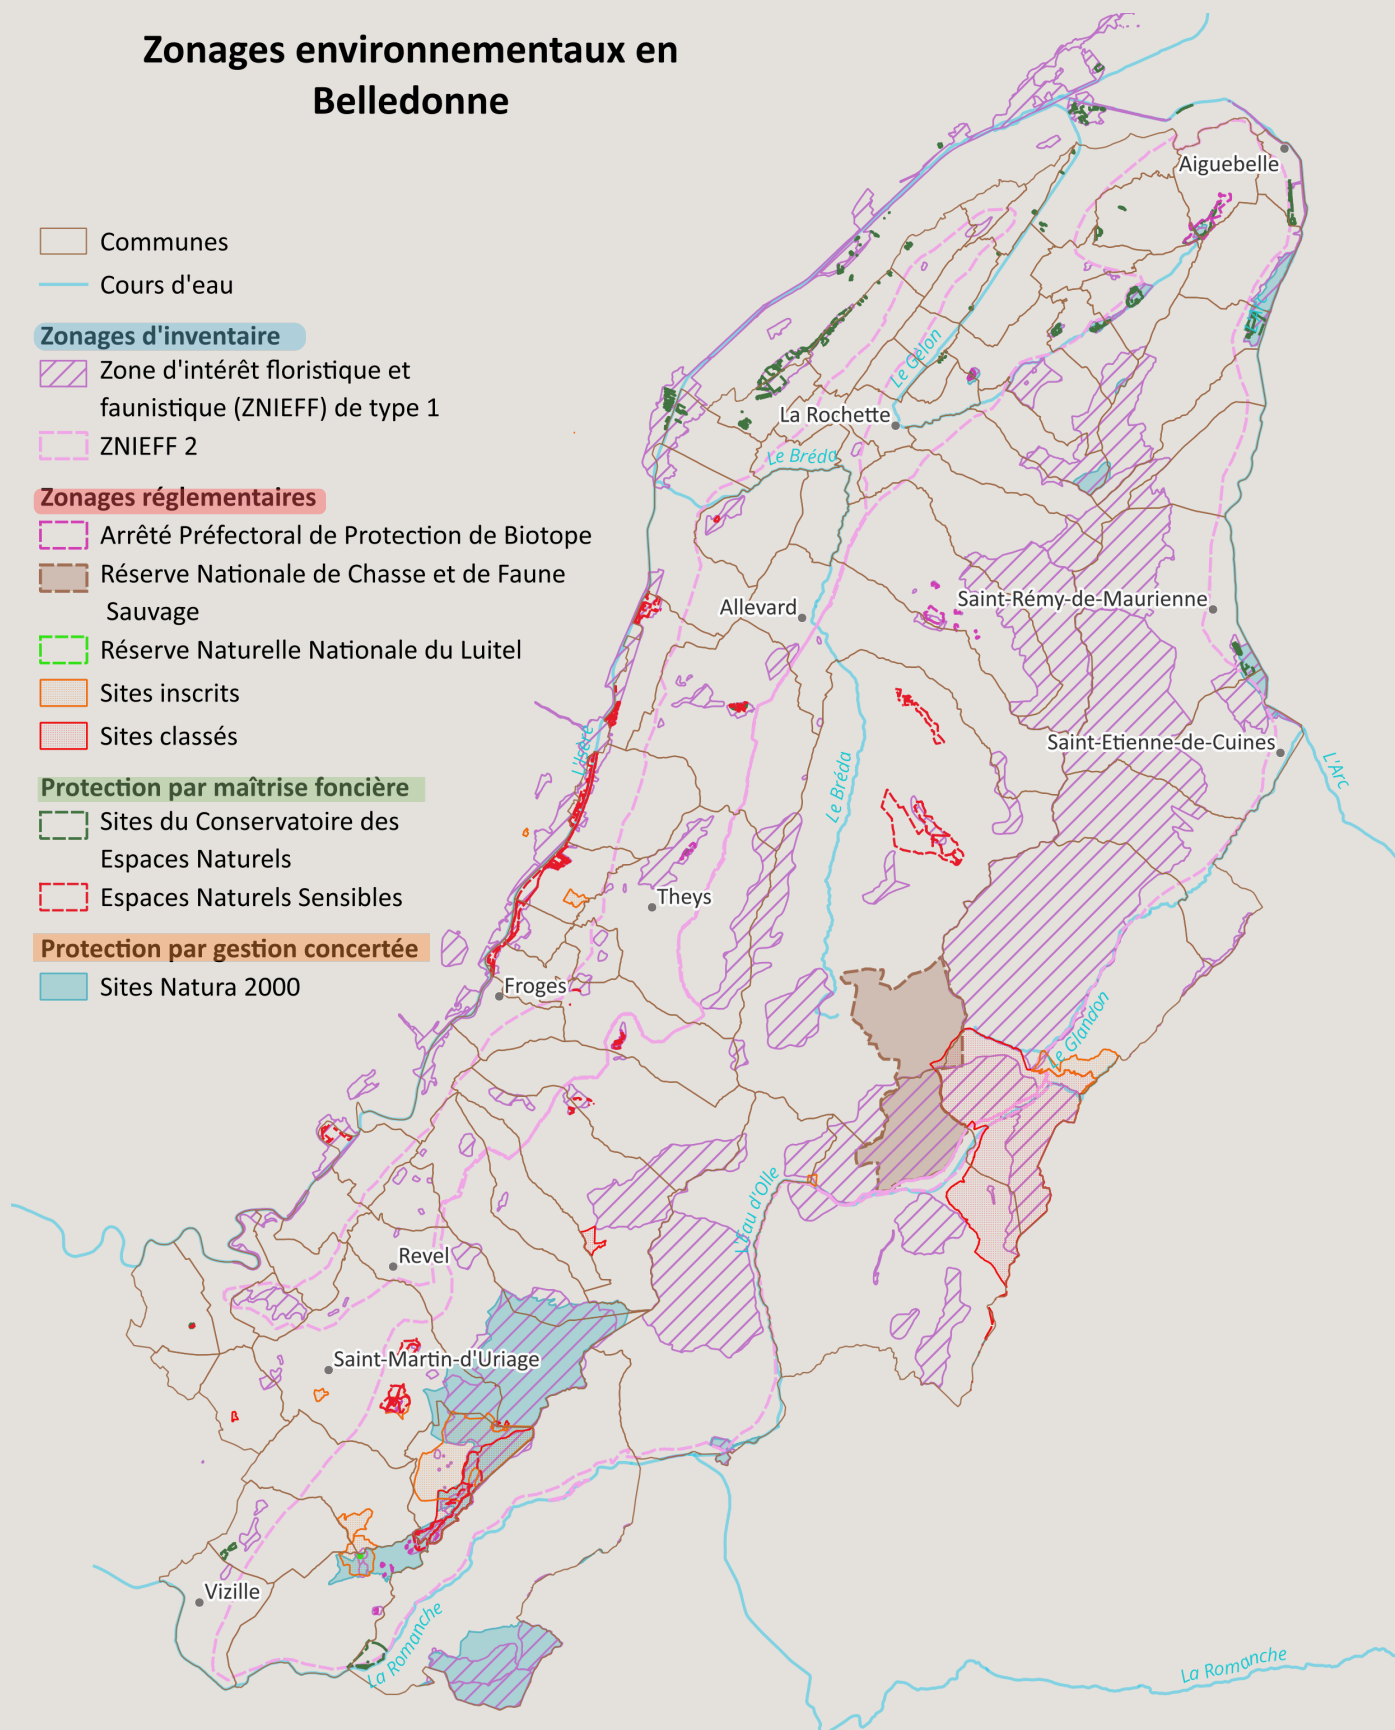 Zonages environnementaux en
Belledonne
Communes
Cours d'eau
Zonages d'inventaire
Zone d'intérêt floristique et
faunistique (ZNIEFF) de type 1
ZNIEFF 2
Zonages réglementaires
Arrêté Préfectoral de Protection de Biotope
Réserve Nationale de Chasse et de Faune
Sauvage
Réserve Naturelle Nationale du Luitel
Sites inscrits
Sites classés
Protection par maîtrise foncière
Sites du Conservatoire des
Espaces Naturels
Espaces Naturels Sensibles
Protection par gestion concertée
Sites Natura 2000
Aiguebelle
Le Gelon
La Rochette
Le Bréda
Allevard
Saint-Rémy-de-Maurienne
Saint-Etienne-de-Cuines
L'Isère
L'Arc
Le Bréda
Theys
Froges
Le Glandon
L'Eau d'Olle
Revel
Saint-Martin-d'Uriage
Vizille
La Romanche
La Romanche